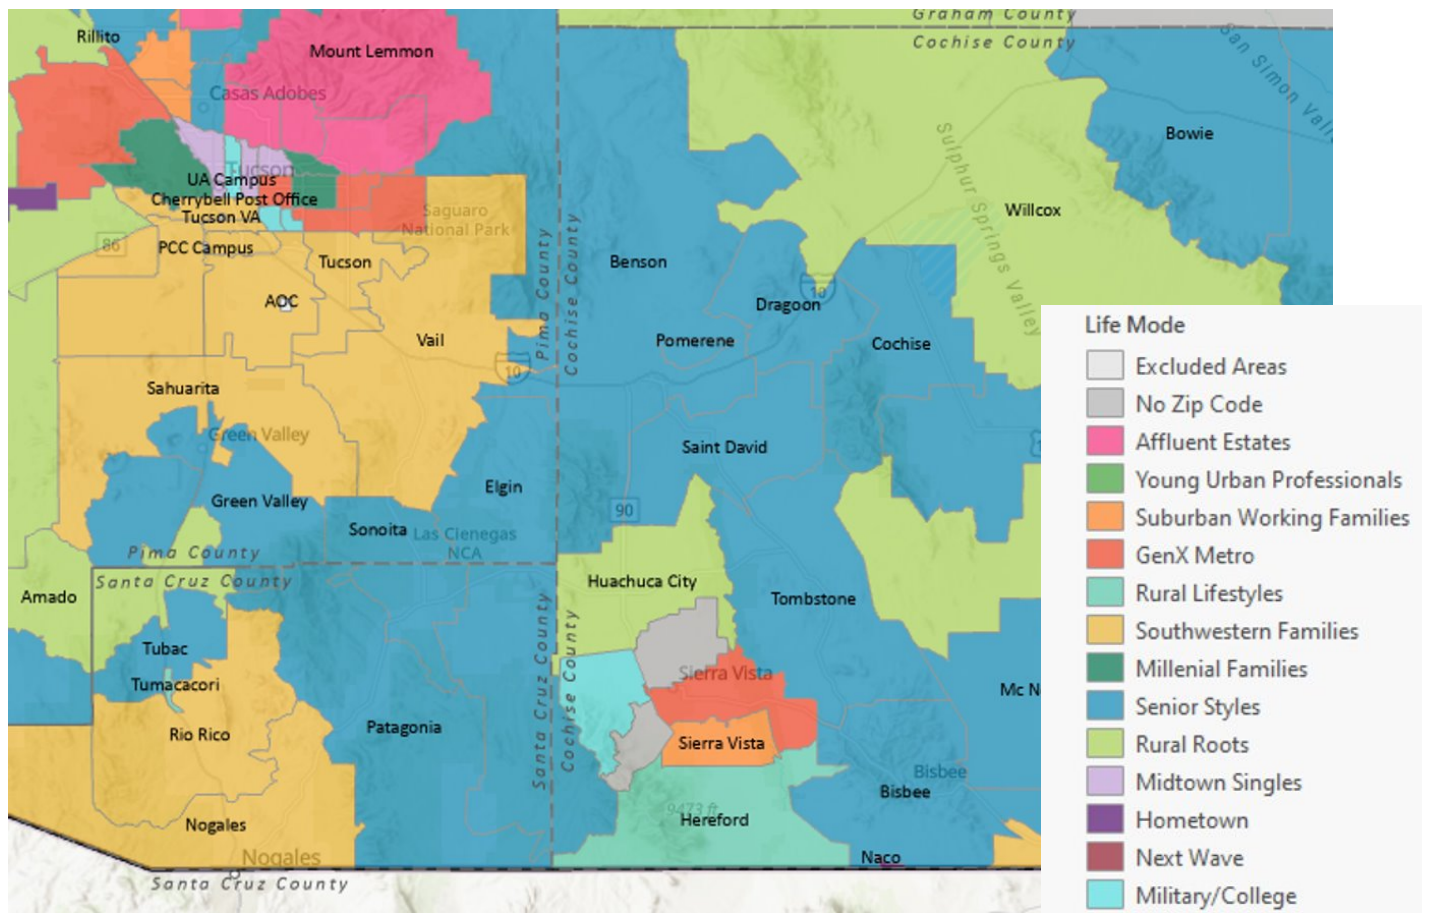 Graham County
Cochise County
Rillito
Mount Lemmon
San Simon Vall
Casas Adobes
Bowie
Tucson
UA Campus
Cherrybell Post Office
Tucson VA
Saguaro
National Park
Willcox
Sulphur Springs Valley
86
PCC Campus
Tucson
Benson
Pima County
Cochise County
AOC
Dragoon
10
Vail
Pomerene
Cochise
10
Sahuarita
Green Valley
Saint David
Green Valley
Elgin
90
Sonoita
Las Cienegas
NCA
Pima County
Santa Cruz County
Amado
Huachuca City
Tombstone
Santa Cruz County
Cochise County
Tubac
Tumacacori
Sierra Vista
Mc N
Rio Rico
Patagonia
Sierra Vista
Bisbee
Bisbee
9473 ft
Hereford
Nogales
Nogales
Naco
Santa Cruz County
Life Mode
Excluded Areas
No Zip Code
Affluent Estates
Young Urban Professionals
Suburban Working Families
GenX Metro
Rural Lifestyles
Southwestern Families
Millenial Families
Senior Styles
Rural Roots
Midtown Singles
Hometown
Next Wave
Military/College